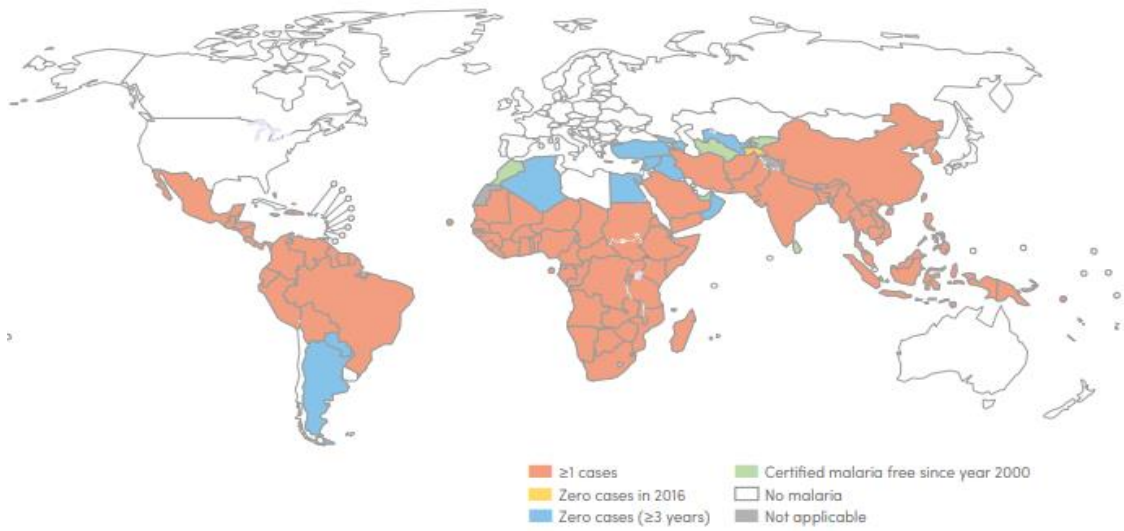 ≥1 cases
Zero cases in 2016
Zero cases (≥3 years)
Certified malaria free since year 2000
No malaria
Not applicable